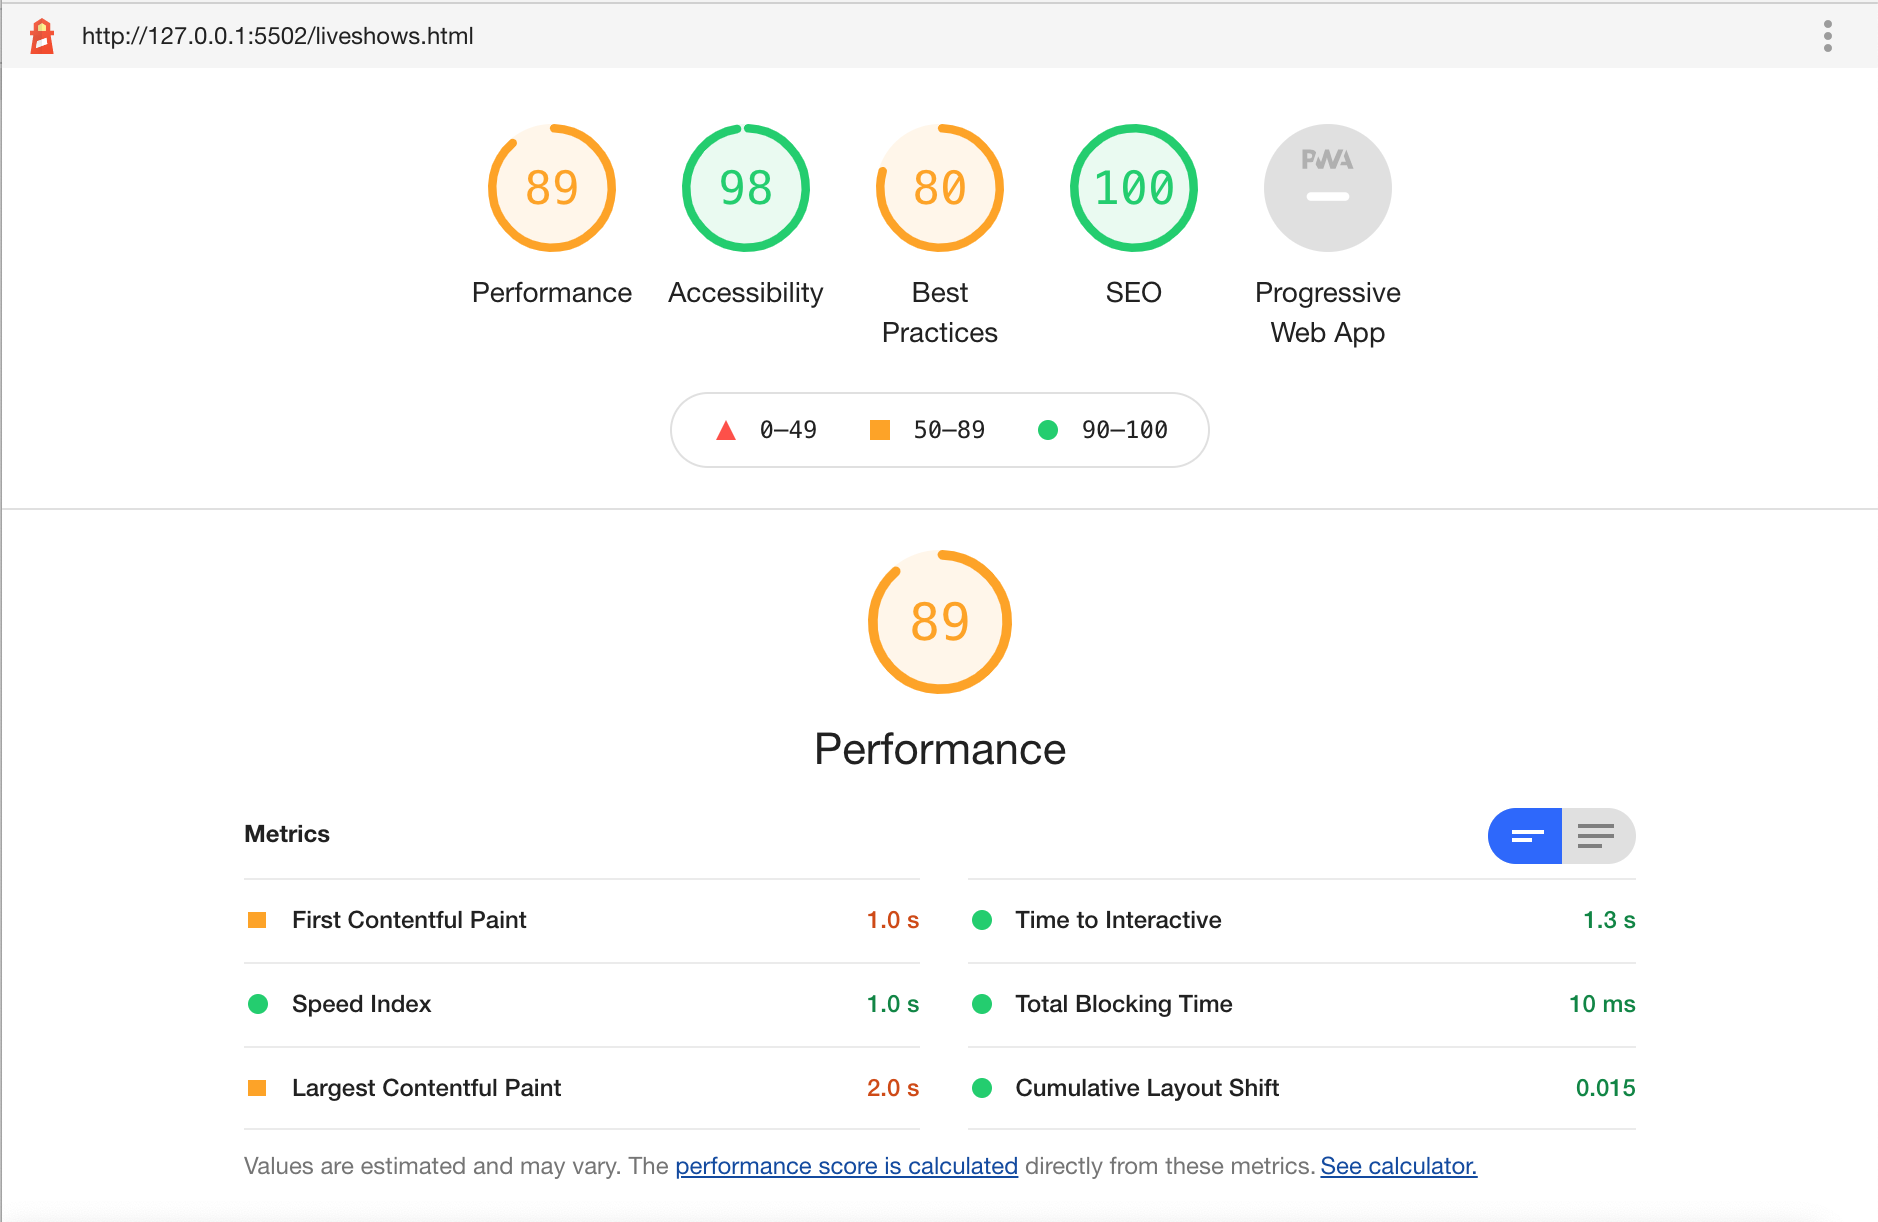 http://127.0.0.1:5502/liveshows.html
89
98
80
100
PWA
Performance
Accessibility
Best
Practices
SEO
Progressive
Web App
0–49
50–89
90–100
89
Performance
Metrics
First Contentful Paint 1.0 s
Time to Interactive 1.3 s
Speed Index 1.0 s
Total Blocking Time 10 ms
Largest Contentful Paint 2.0 s
Cumulative Layout Shift 0.015
Values are estimated and may vary. The performance score is calculated directly from these metrics. See calculator.